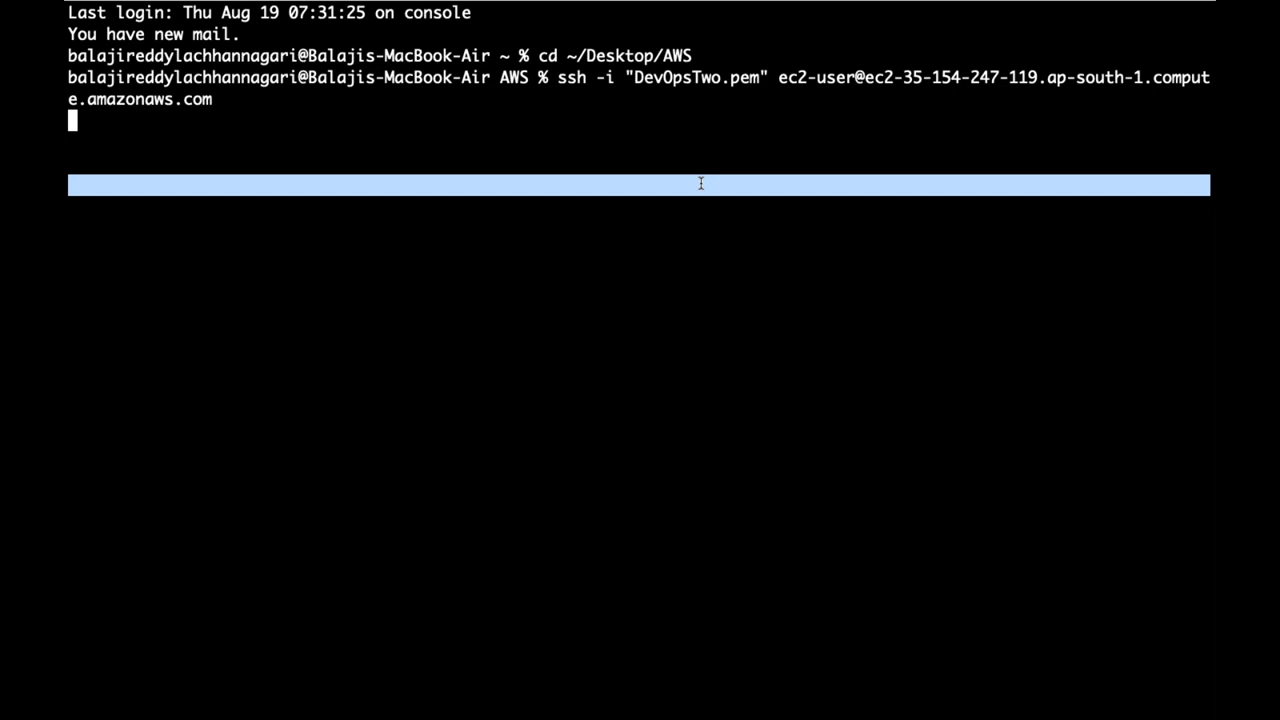 Last login: Thu Aug 19 07:31:25 on console
You have new mail.
balajireddylachhannagari@Balajis-MacBook-Air ~ % cd ~/Desktop/AWS
balajireddylachhannagari@Balajis-MacBook-Air AWS % ssh -i "DevOpsTwo.pem" ec2-user@ec2-35-154-247-119.ap-south-1.comput
e.amazonaws.com